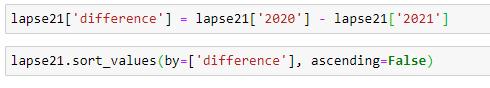 lapse21['difference'] = lapse21['2020'] - lapse21['2021']
lapse21.sort_values(by=['difference'], ascending=False)